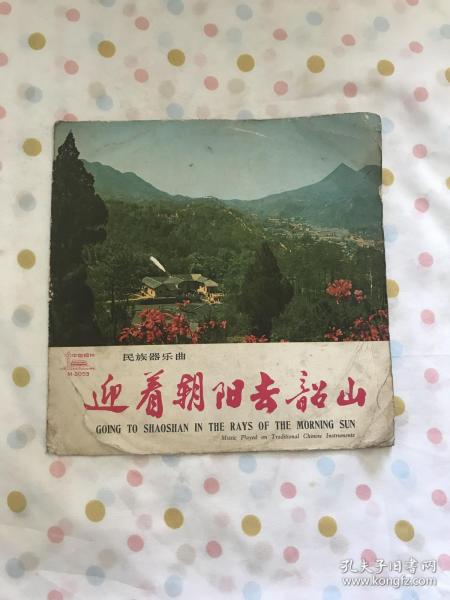 民族器乐曲
中国唱片
M-2053
迎着朝阳去韶山
GOING TO SHAOSHAN IN THE RAYS OF THE MORNING SUN
Music Played on Traditional Chinese Instruments
孔夫子旧书网
www.kongfz.com